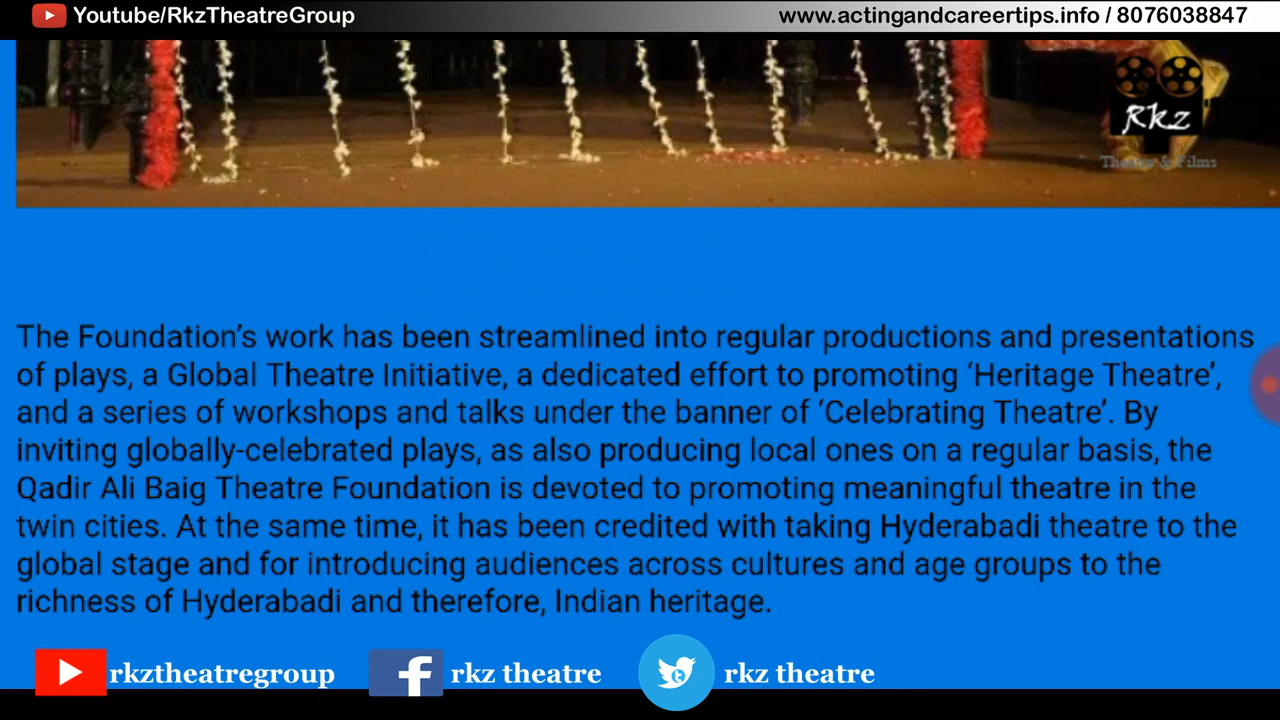 Youtube/RkzTheatreGroup
www.actingandcareertips.info / 8076038847
Rkz
Theatre & Films
The Foundation’s work has been streamlined into regular productions and presentations
of plays, a Global Theatre Initiative, a dedicated effort to promoting ‘Heritage Theatre’,
and a series of workshops and talks under the banner of ‘Celebrating Theatre’. By
inviting globally-celebrated plays, as also producing local ones on a regular basis, the
Qadir Ali Baig Theatre Foundation is devoted to promoting meaningful theatre in the
twin cities. At the same time, it has been credited with taking Hyderabadi theatre to the
global stage and for introducing audiences across cultures and age groups to the
richness of Hyderabadi and therefore, Indian heritage.
rkztheatregroup
rkz theatre
rkz theatre